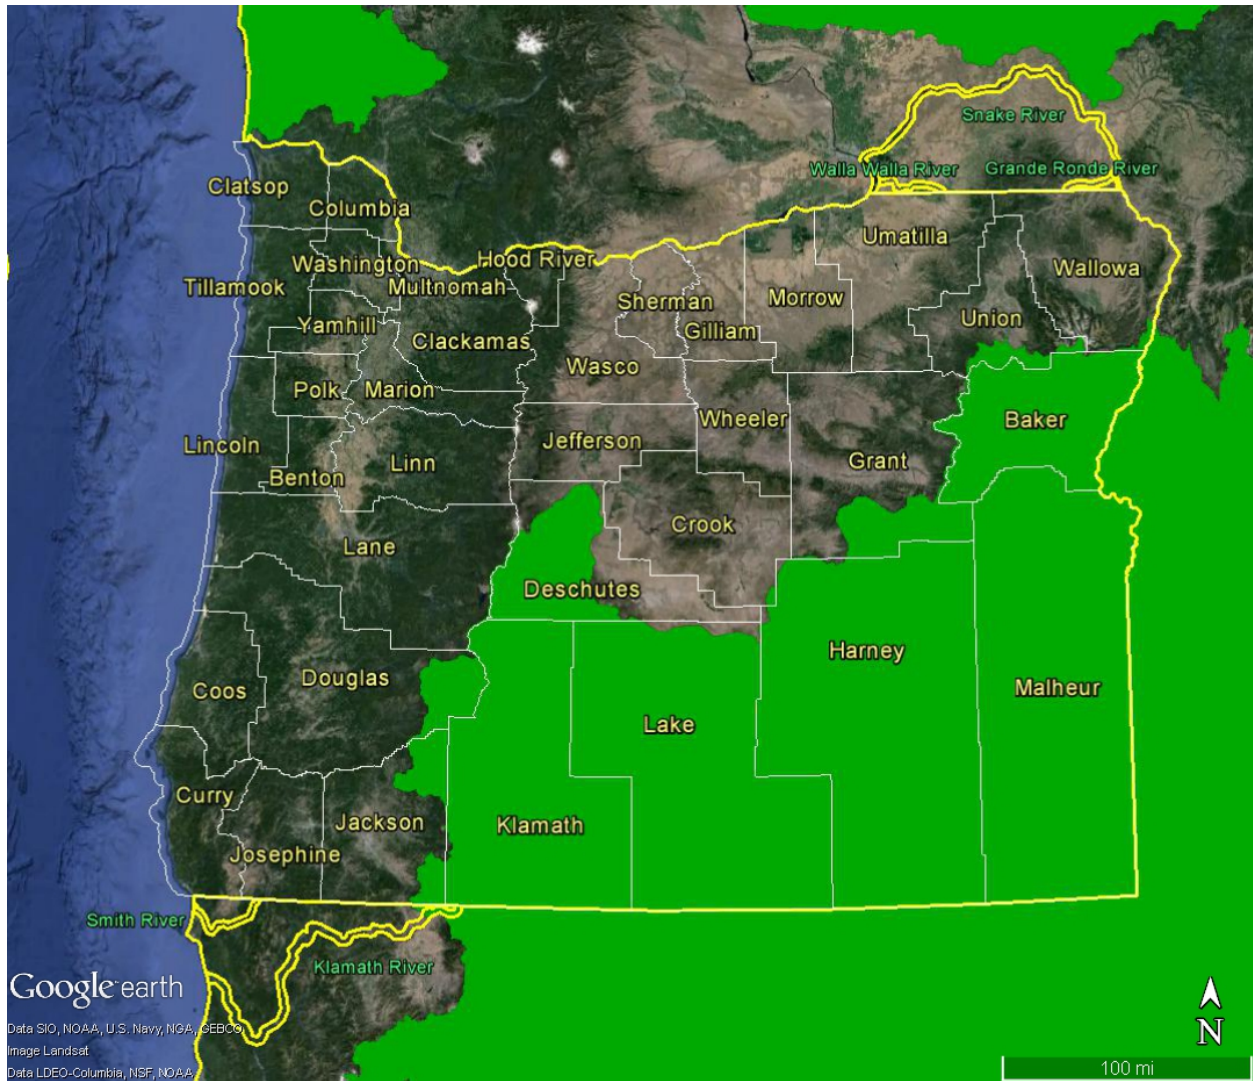 Snake River
Walla Walla River
Grande Ronde River
Clatsop
Columbia
Umatilla
Washington
Hood River
Wallowa
Tillamook
Multnomah
Sherman
Morrow
Yamhill
Clackamas
Gilliam
Union
Wasco
Polk
Marion
Wheeler
Baker
Lincoln
Jefferson
Benton
Linn
Grant
Crook
Lane
Deschutes
Harney
Coos
Douglas
Malheur
Lake
Curry
Jackson
Klamath
Josephine
Smith River
Klamath River
Google earth
Data SIO, NOAA, U.S. Navy, NGA, GEBCO
Image Landsat
Data LDEO-Columbia, NSF, NOAA
N
100 mi